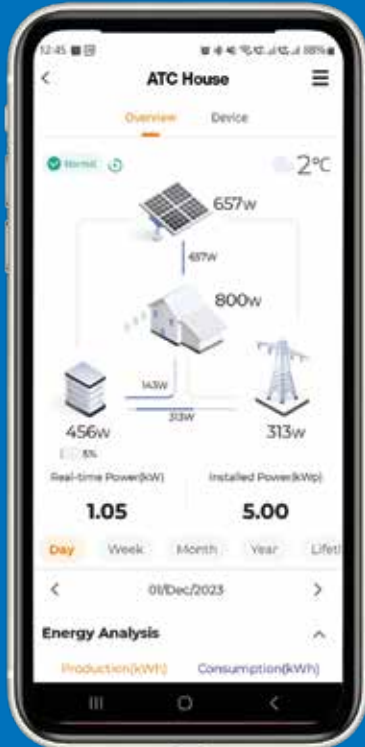 12:45 88%
ATC House
Overview Device
Normal 2°C
657w
657W
800w
143W
313W
456w 313w
5%
Real-time Power(kW) Installed Power(kWp)
1.05 5.00
Day Week Month Year Lifeti
01/Dec/2023
Energy Analysis
Production(kWh) Consumption(kWh)